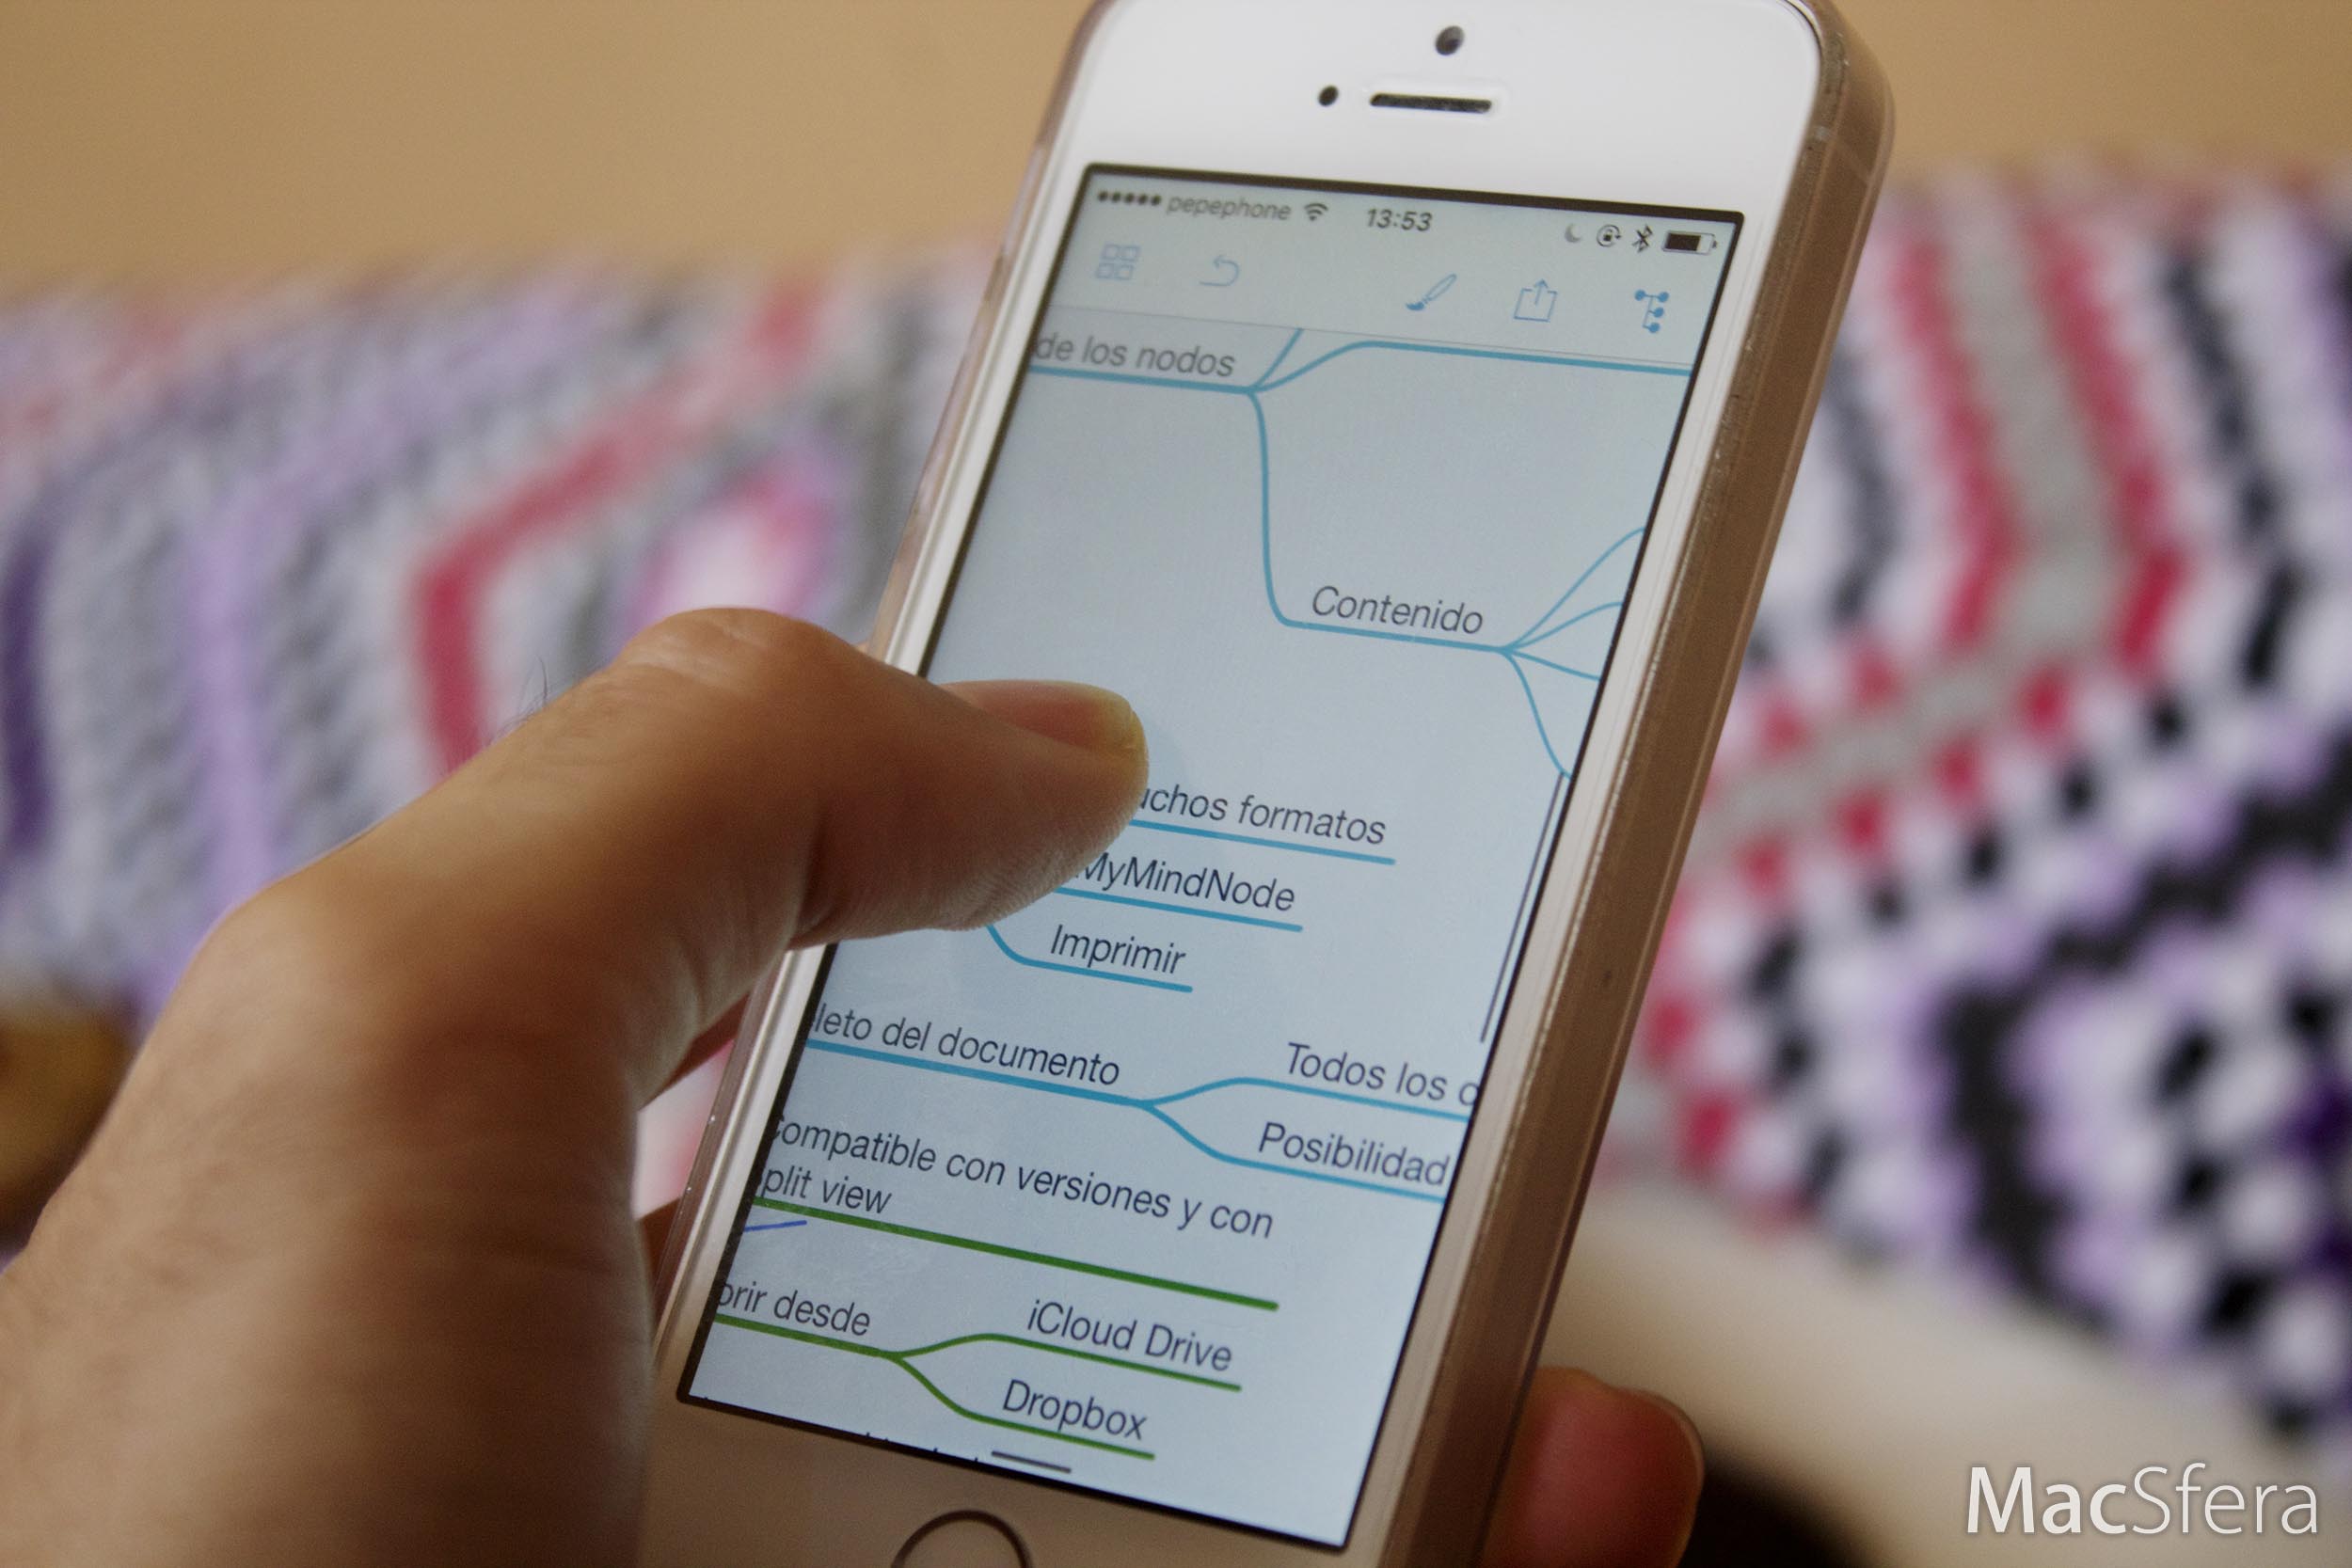 pepephone 13:53
de los nodos
Contenido
uchos formatos
MyMindNode
Imprimir
leto del documento
Todos los
Posibilidad
ompatible con versiones y con
plit view
rir desde
iCloud Drive
Dropbox
MacSfera